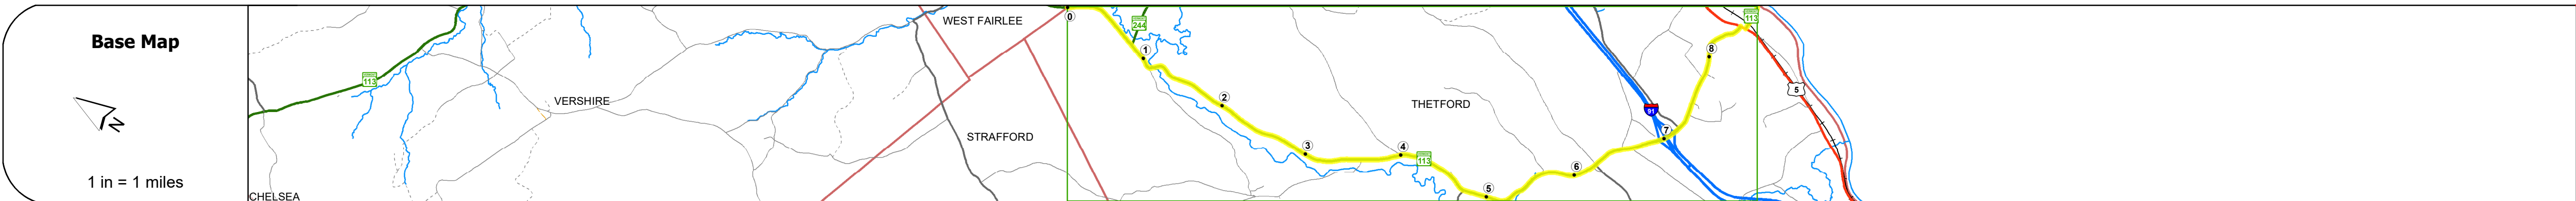 Base Map
N
1 in = 1 miles
113
VERSHIRE
CHELSEA
WEST FAIRLEE
STRAFFORD
0
244
1
2
3
4
113
5
6
THETFORD
91
7
8
113
5